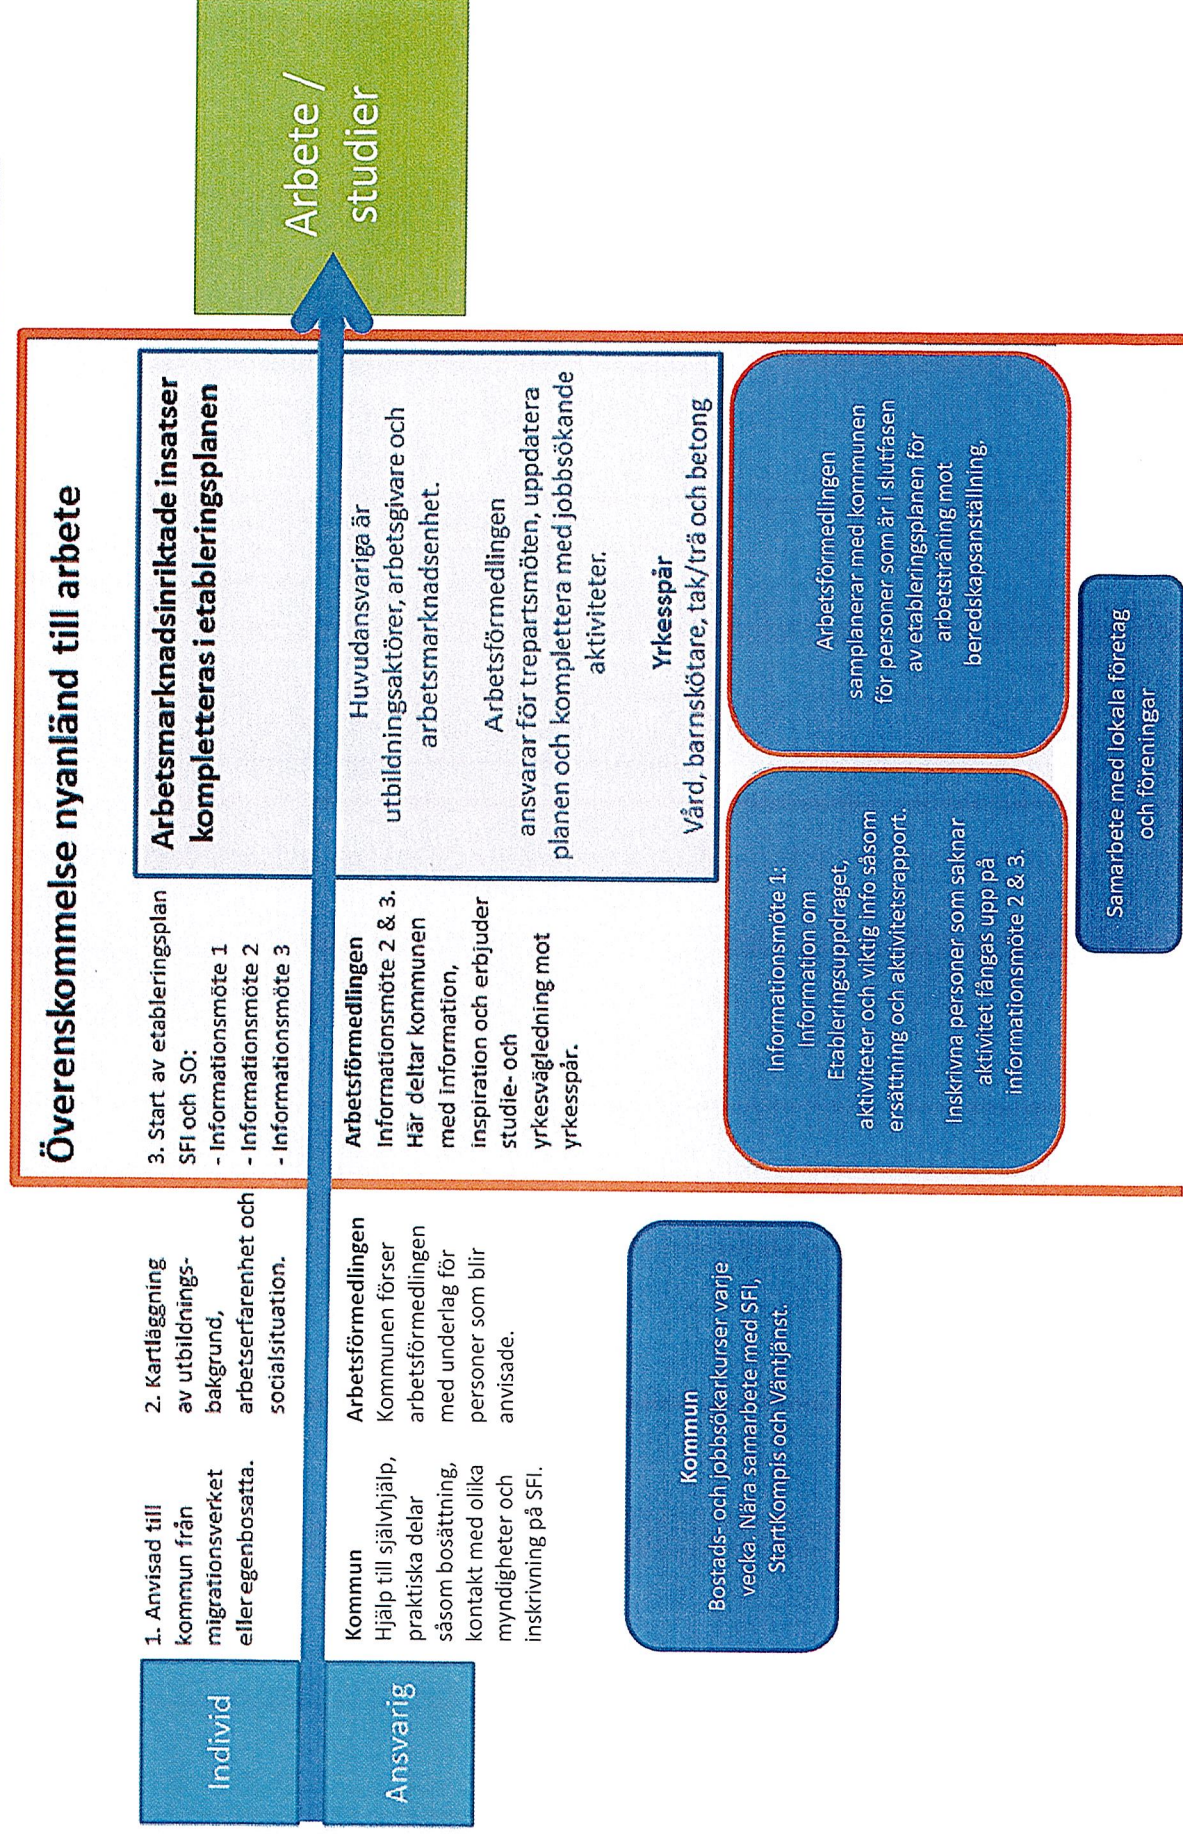 Överenskommelse nyanländ till arbete
Individ
1. Anvisad till
kommun från
migrationsverket
eller egenbosatta.
2. Kartläggning
av utbildnings-
bakgrund,
arbetserfarenhet och
socialsituation.
3. Start av etableringsplan
SFI och SO:
- Informationsmöte 1
- Informationsmöte 2
- Informationsmöte 3
Arbetsmarknadsinriktade insatser
kompletteras i etableringsplanen
Arbete /
studier
Ansvarig
Kommun
Hjälp till självhjälp,
praktiska delar
såsom bosättning,
kontakt med olika
myndigheter och
inskrivning på SFI.
Arbetsförmedlingen
Kommunen förser
arbetsförmedlingen
med underlag för
personer som blir
anvisade.
Arbetsförmedlingen
Informationsmöte 2 & 3.
Här deltar kommunen
med information,
inspiration och erbjuder
studie- och
yrkesvägledning mot
yrkesspår.
Huvudansvariga är
utbildningsaktörer, arbetsgivare och
arbetsmarknadsenhet.
Arbetsförmedlingen
ansvarar för trepartsmöten, uppdatera
planen och komplettera med jobbsökande
aktiviteter.
Yrkesspår
Vård, barnskötare, tak/trä och betong
Kommun
Bostads- och jobbsökarkurser varje
vecka. Nära samarbete med SFI,
StartKompis och Väntjänst.
Informationsmöte 1:
Information om
Etableringsuppdraget,
aktiviteter och viktig info såsom
ersättning och aktivitetsrapport.
Inskrivna personer som saknar
aktivitet fångas upp på
informationsmöte 2 & 3.
Arbetsförmedlingen
samplanerar med kommunen
för personer som är i slutfasen
av etableringsplanen för
arbetsträning mot
beredskapsanställning.
Samarbete med lokala företag
och föreningar